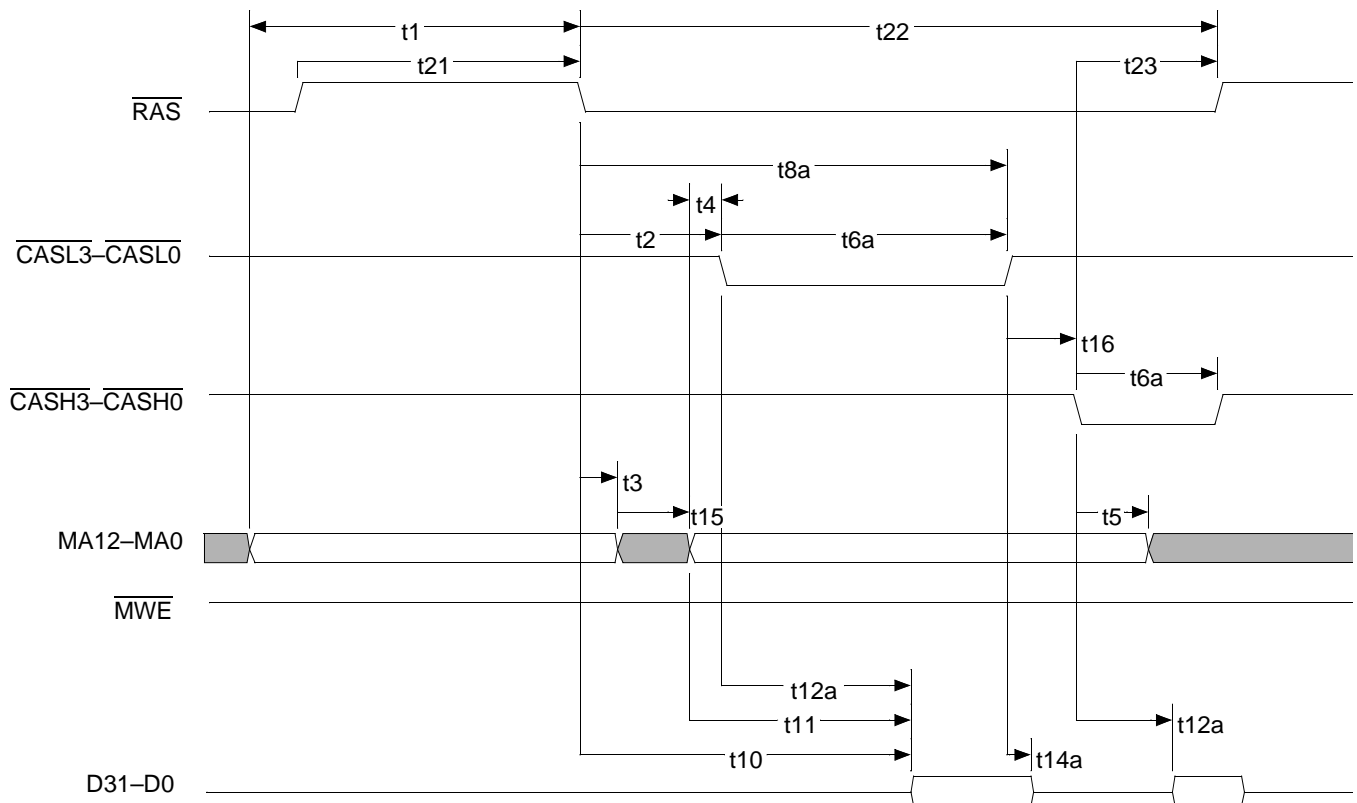 t1
t22
t21
t23
RAS
t8a
t4
t2
t6a
CASL3–CASL0
t16
t6a
CASH3–CASH0
t3
t15
t5
MA12–MA0
MWE
t12a
t11
t12a
t10
t14a
D31–D0